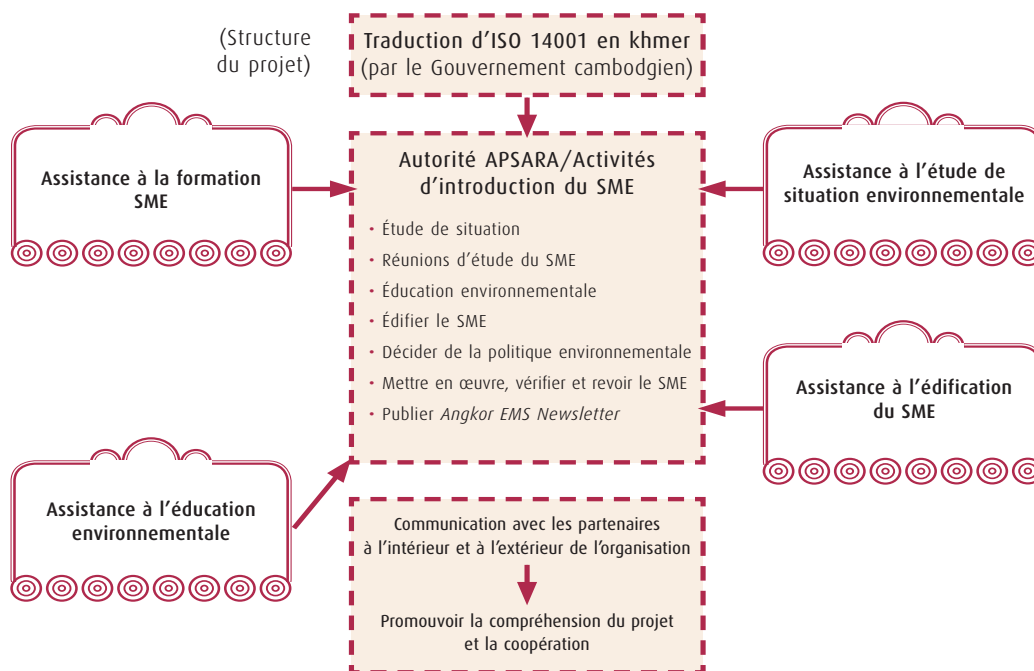 (Structure
du projet)
Traduction d’ISO 14001 en khmer
(par le Gouvernement cambodgien)
Assistance à la formation
SME
Autorité APSARA/Activités
d’introduction du SME
• Étude de situation
• Réunions d’étude du SME
• Éducation environnementale
• Édifier le SME
• Décider de la politique environnementale
• Mettre en œuvre, vérifier et revoir le SME
• Publier Angkor EMS Newsletter
Assistance à l’étude de
situation environnementale
Assistance à l’édification
du SME
Assistance à l’éducation
environnementale
Communication avec les partenaires
à l’intérieur et à l’extérieur de l’organisation
Promouvoir la compréhension du projet
et la coopération